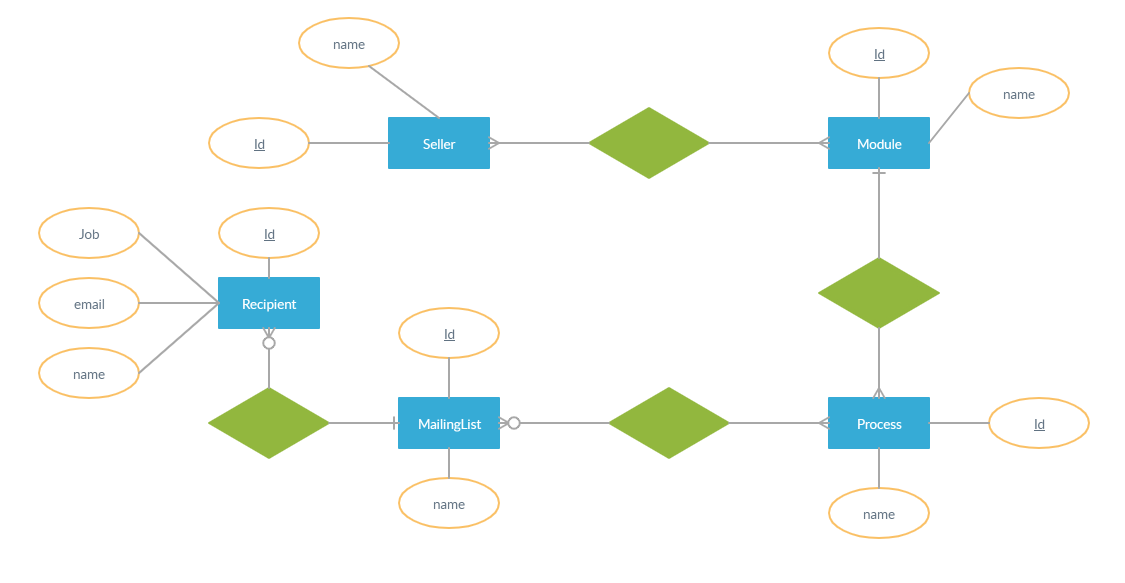 name
Id
name
Id
Seller
Module
Job
Id
email
Recipient
Id
name
MailingList
Process
Id
name
name